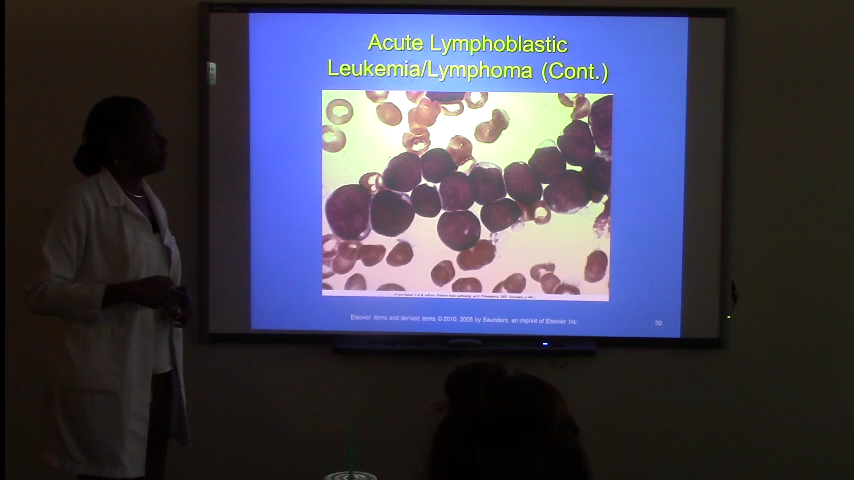 Acute Lymphoblastic
Leukemia/Lymphoma (Cont.)
Elsevier items and derived items © 2010, 2005 by Saunders, an imprint of Elsevier Inc.
50